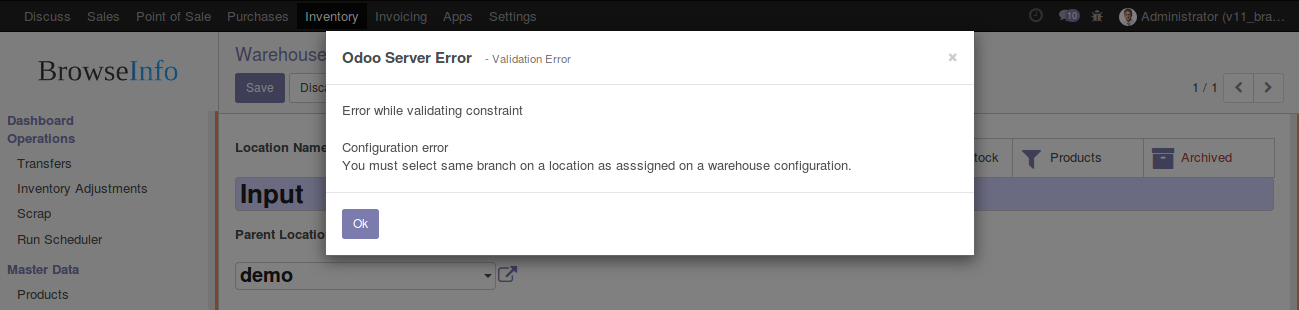 Discuss Sales Point of Sale Purchases Inventory Invoicing Apps Settings 10 Administrator (v11_bra...
BrowseInfo
Warehouse
Odoo Server Error - Validation Error ×
Save Disca 1 / 1
Error while validating constraint
Dashboard
Operations
Configuration error
Location Name
You must select same branch on a location as asssigned on a warehouse configuration.
tock Products Archived
Transfers
Inventory Adjustments
Input
Scrap
Ok
Run Scheduler
Parent Locatio
Master Data
demo
Products